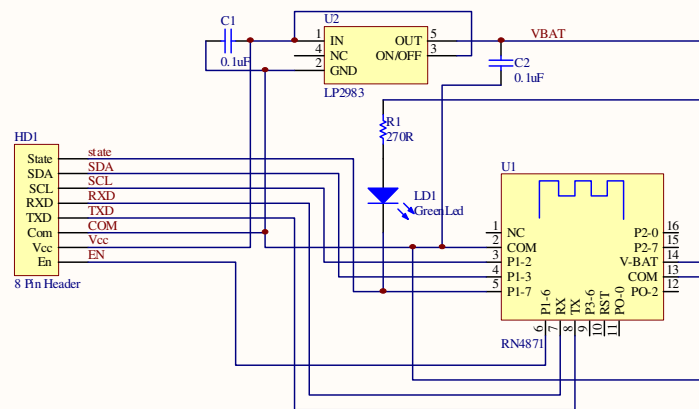 C1
0.1uF
U2
1 IN OUT 5
4 NC ON/OFF 3
2 GND
LP2983
VBAT
C2
0.1uF
R1
270R
LD1
GreenLed
HD1
State state
SDA SDA
SCL SCL
RXD RXD
TXD TXD
Com COM
Vcc Vcc
En EN
8 Pin Header
U1
1 NC P2-0 16
2 COM P2-7 15
3 P1-2 V-BAT 14
4 P1-3 COM 13
5 P1-7 PO-2 12
P1-6 RX TX P3-6 RST PO-0
6 7 8 9 10 11
RN4871